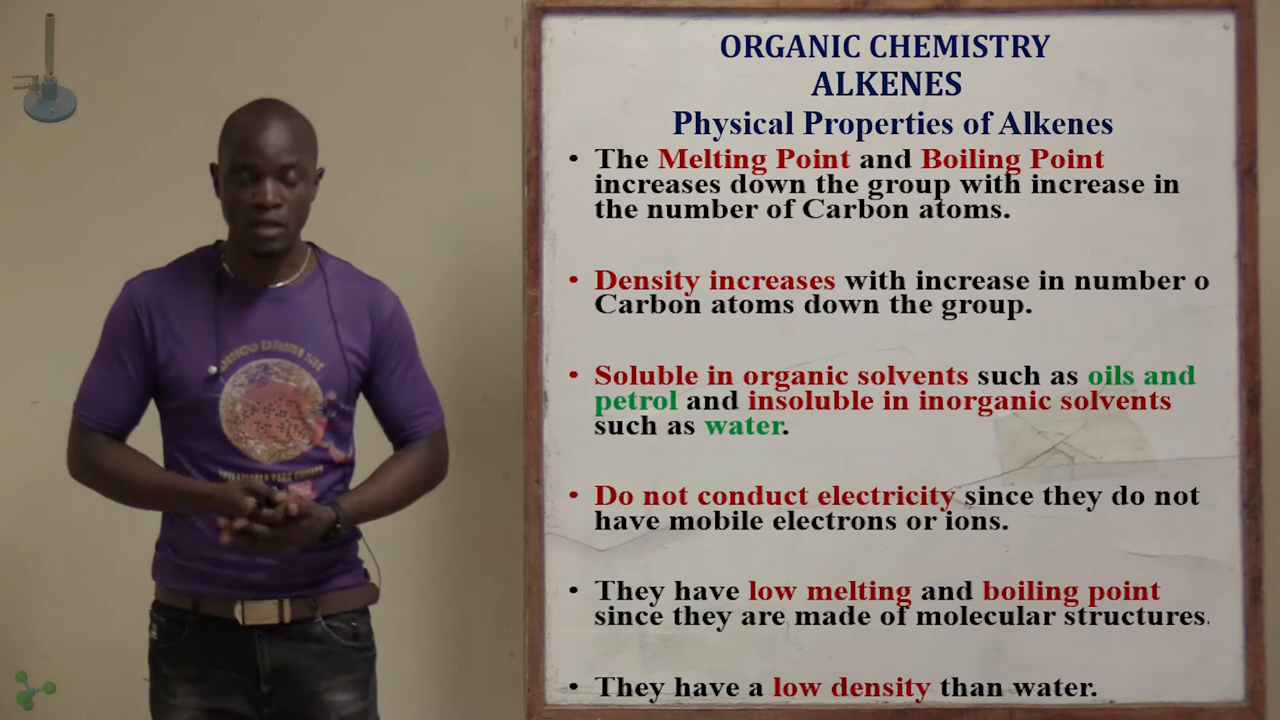 ORGANIC CHEMISTRY
ALKENES
Physical Properties of Alkenes
• The Melting Point and Boiling Point
increases down the group with increase in
the number of Carbon atoms.
• Density increases with increase in number o
Carbon atoms down the group.
• Soluble in organic solvents such as oils and
petrol and insoluble in inorganic solvents
such as water.
• Do not conduct electricity since they do not
have mobile electrons or ions.
• They have low melting and boiling point
since they are made of molecular structures.
• They have a low density than water.